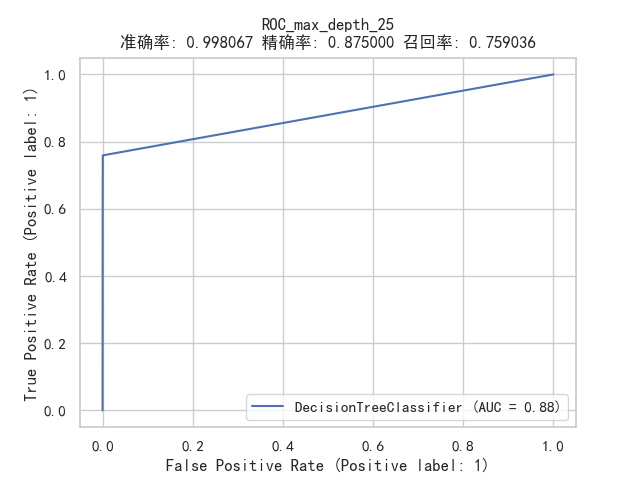 ROC_max_depth_25
准确率: 0.998067 精确率: 0.875000 召回率: 0.759036
True Positive Rate (Positive label: 1)
1.0
0.8
0.6
0.4
0.2
0.0
DecisionTreeClassifier (AUC = 0.88)
0.0 0.2 0.4 0.6 0.8 1.0
False Positive Rate (Positive label: 1)